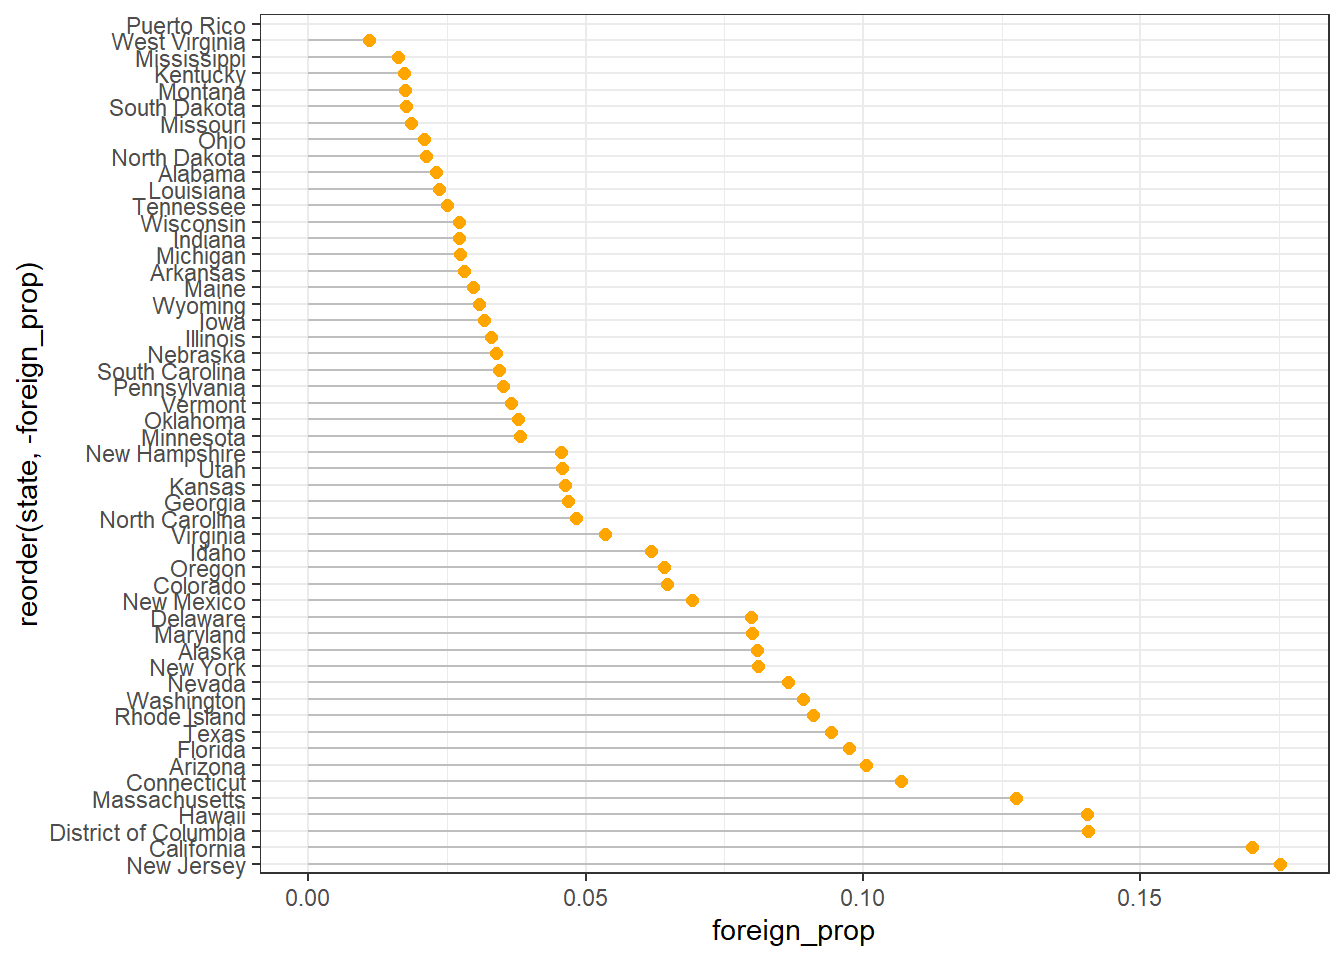 Puerto Rico
West Virginia
Mississippi
Kentucky
Montana
South Dakota
Missouri
Ohio
North Dakota
Alabama
Louisiana
Tennessee
Wisconsin
Indiana
Michigan
Arkansas
Maine
Wyoming
Iowa
Illinois
Nebraska
South Carolina
Pennsylvania
Vermont
Oklahoma
Minnesota
New Hampshire
Utah
Kansas
Georgia
North Carolina
Virginia
Idaho
Oregon
Colorado
New Mexico
Delaware
Maryland
Alaska
New York
Nevada
Washington
Rhode Island
Texas
Florida
Arizona
Connecticut
Massachusetts
Hawaii
District of Columbia
California
New Jersey
reorder(state, -foreign_prop)
0.00 0.05 0.10 0.15
foreign_prop